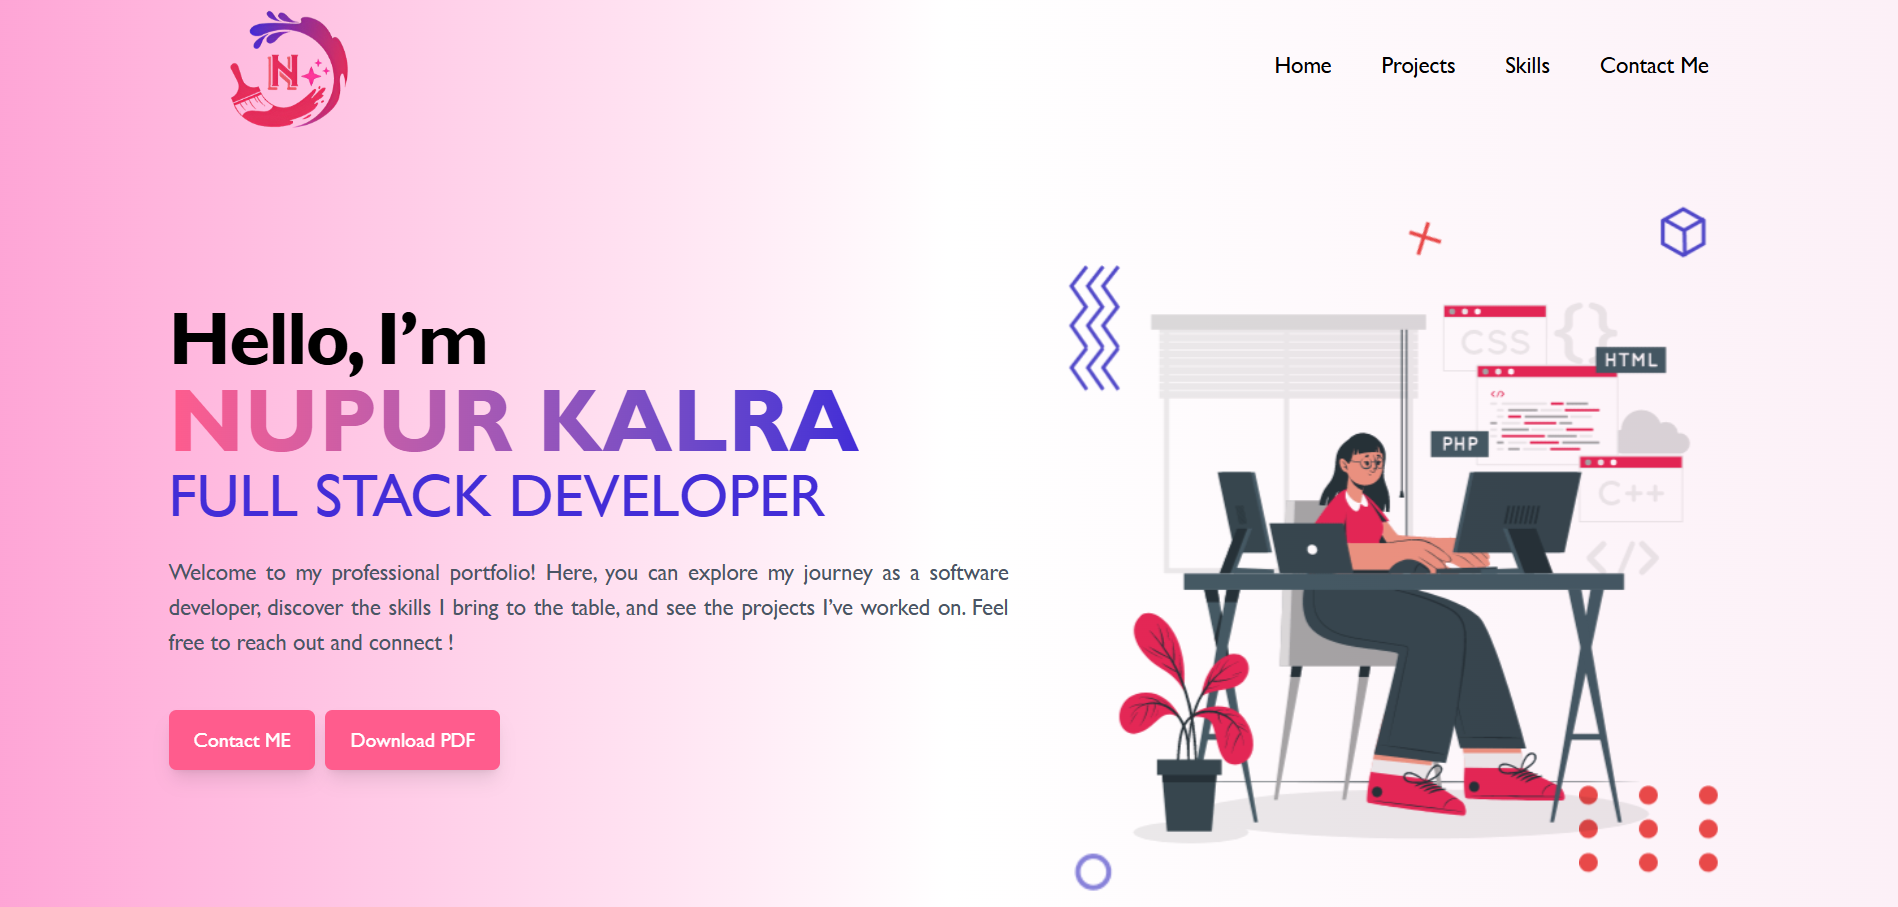 N
Home Projects Skills Contact Me
Hello, I’m
NUPUR KALRA
FULL STACK DEVELOPER
Welcome to my professional portfolio! Here, you can explore my journey as a software
developer, discover the skills I bring to the table, and see the projects I’ve worked on. Feel
free to reach out and connect !
Contact ME Download PDF
CSS
{}
HTML
</>
PHP
C++
</>